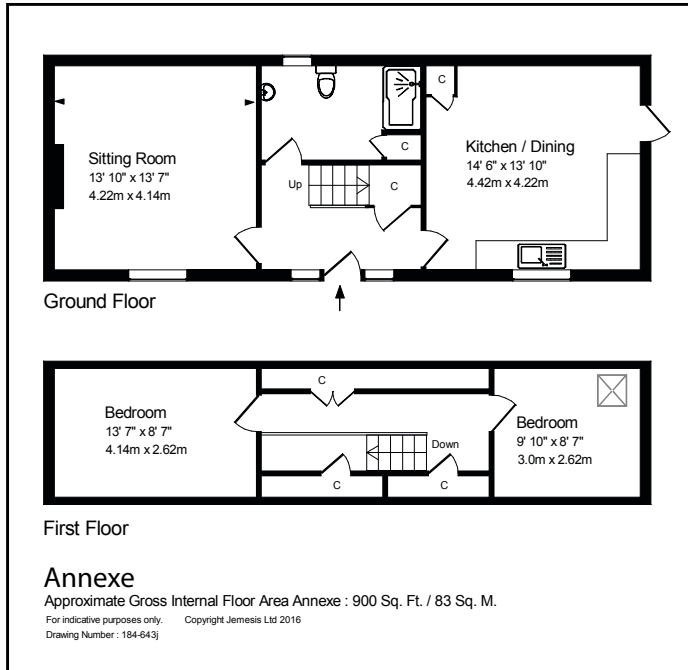 C
Sitting Room
13' 10" x 13' 7"
4.22m x 4.14m
C
Kitchen / Dining
14' 6" x 13' 10"
4.42m x 4.22m
Up
C
Ground Floor
C
Bedroom
13' 7" x 8' 7"
4.14m x 2.62m
Down
Bedroom
9' 10" x 8' 7"
3.0m x 2.62m
C
C
First Floor
Annexe
Approximate Gross Internal Floor Area Annexe : 900 Sq. Ft. / 83 Sq. M.
For indicative purposes only. Copyright Jemesis Ltd 2016
Drawing Number : 184-643j